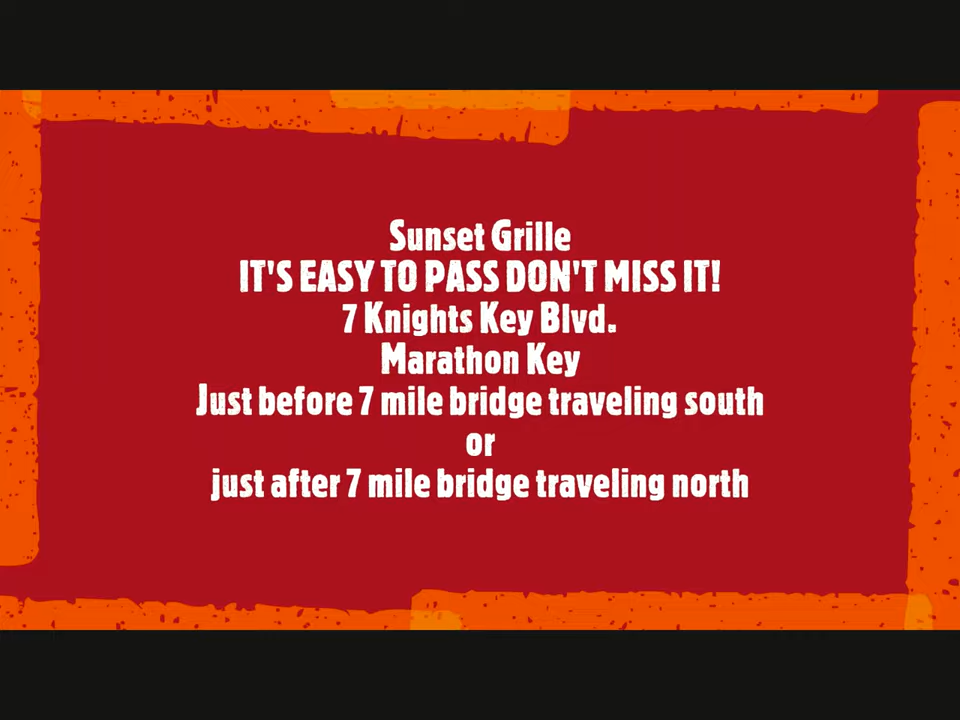 Sunset Grille
IT'S EASY TO PASS DON'T MISS IT!
7 Knights Key Blvd.
Marathon Key
Just before 7 mile bridge traveling south
or
just after 7 mile bridge traveling north